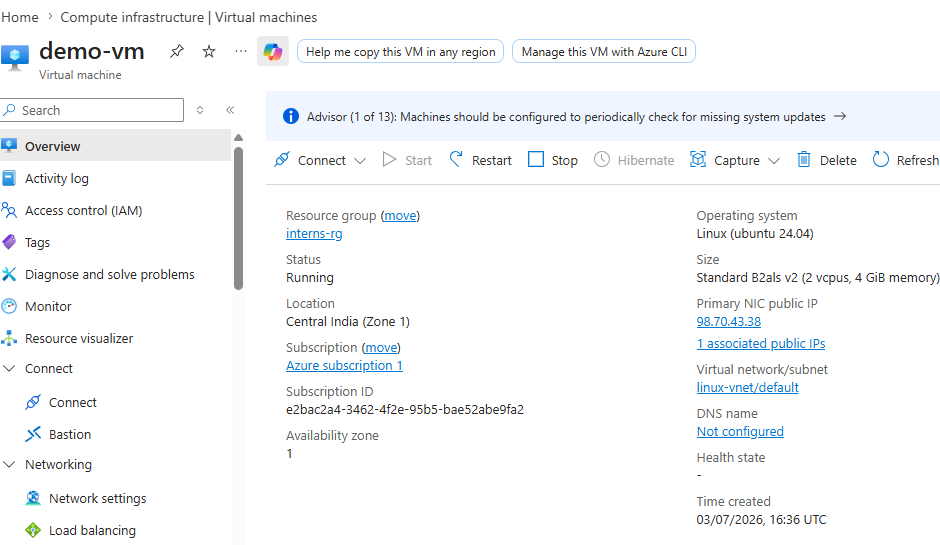 Home > Compute infrastructure | Virtual machines
demo-vm
Virtual machine
Help me copy this VM in any region
Manage this VM with Azure CLI
Search
Overview
Activity log
Access control (IAM)
Tags
Diagnose and solve problems
Monitor
Resource visualizer
Connect
Connect
Bastion
Networking
Network settings
Load balancing
Advisor (1 of 13): Machines should be configured to periodically check for missing system updates →
Connect Start Restart Stop Hibernate Capture Delete Refresh
Resource group (move)
interns-rg
Status
Running
Location
Central India (Zone 1)
Subscription (move)
Azure subscription 1
Subscription ID
e2bac2a4-3462-4f2e-95b5-bae52abe9fa2
Availability zone
1
Operating system
Linux (ubuntu 24.04)
Size
Standard B2als v2 (2 vcpus, 4 GiB memory)
Primary NIC public IP
98.70.43.38
1 associated public IPs
Virtual network/subnet
linux-vnet/default
DNS name
Not configured
Health state
-
Time created
03/07/2026, 16:36 UTC